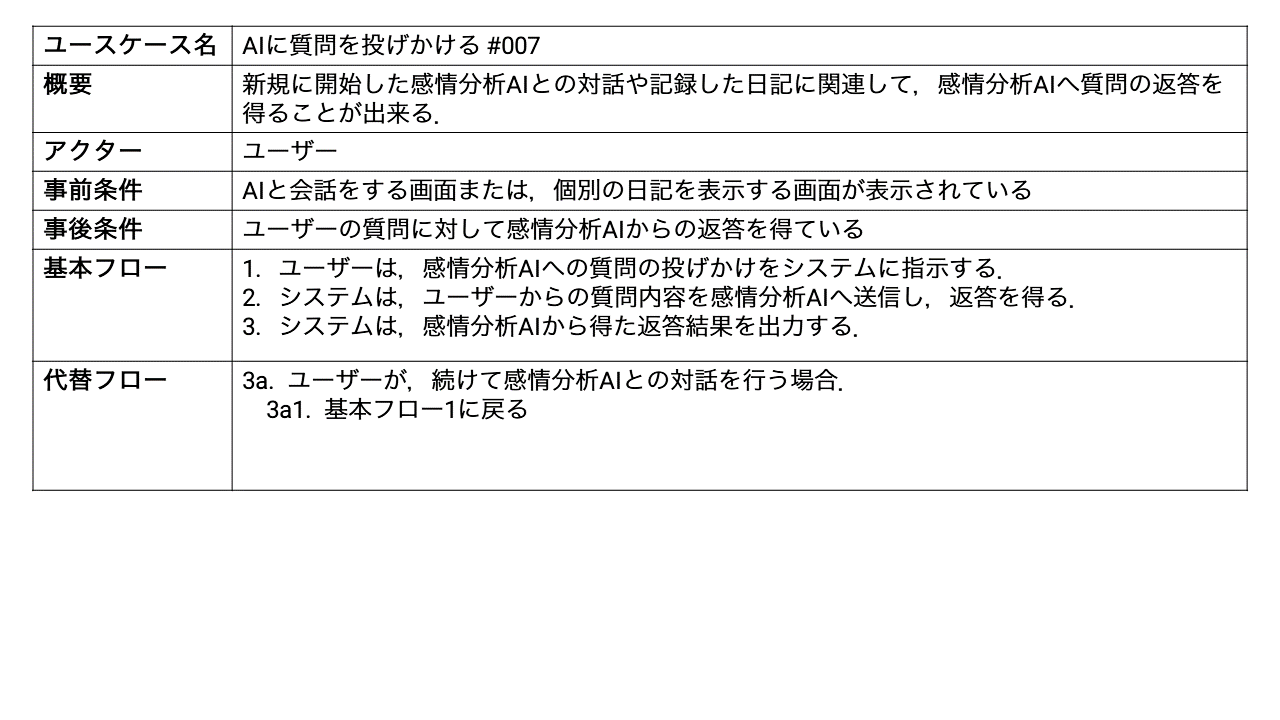 ユースケース名 AIに質問を投げかける #007
概要 新規に開始した感情分析AIとの対話や記録した日記に関連して，感情分析AIへ質問の返答を
得ることが出来る．
アクター ユーザー
事前条件 AIと会話をする画面または，個別の日記を表示する画面が表示されている
事後条件 ユーザーの質問に対して感情分析AIからの返答を得ている
基本フロー 1. ユーザーは，感情分析AIへの質問の投げかけをシステムに指示する．
2. システムは，ユーザーからの質問内容を感情分析AIへ送信し，返答を得る．
3. システムは，感情分析AIから得た返答結果を出力する．
代替フロー 3a. ユーザーが，続けて感情分析AIとの対話を行う場合．
3a1. 基本フロー1に戻る